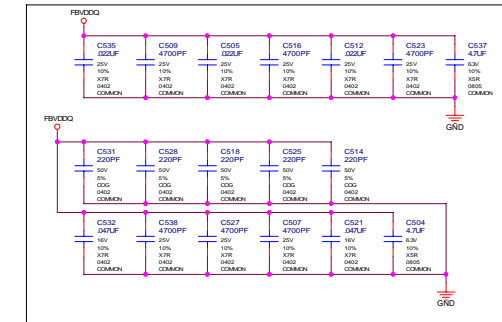 FBVDDQ
C535
.022UF
25V
10%
X7R
0402
COMMON
C509
4700PF
25V
10%
X7R
0402
COMMON
C505
.022UF
25V
10%
X7R
0402
COMMON
C516
4700PF
25V
10%
X7R
0402
COMMON
C512
.022UF
25V
10%
X7R
0402
COMMON
C523
4700PF
25V
10%
X7R
0402
COMMON
C537
4.7UF
6.3V
10%
X5R
0805
COMMON
GND
FBVDDQ
C531
220PF
50V
5%
COG
0402
COMMON
C528
220PF
50V
5%
COG
0402
COMMON
C518
220PF
50V
5%
COG
0402
COMMON
C525
220PF
50V
5%
COG
0402
COMMON
C514
220PF
50V
5%
COG
0402
COMMON
C532
.047UF
16V
10%
X7R
0402
COMMON
C538
4700PF
25V
10%
X7R
0402
COMMON
C527
4700PF
25V
10%
X7R
0402
COMMON
C507
4700PF
25V
10%
X7R
0402
COMMON
C521
.047UF
16V
10%
X7R
0402
COMMON
C504
4.7UF
6.3V
10%
X5R
0805
COMMON
GND